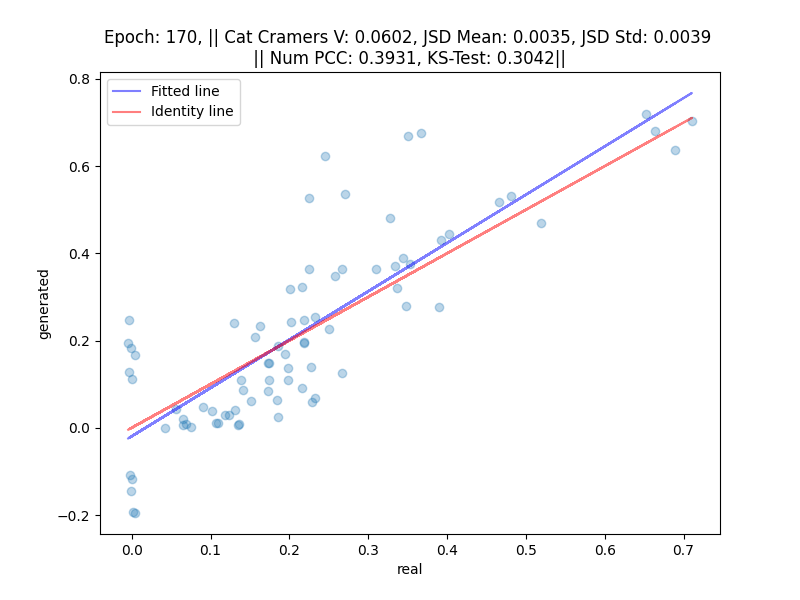 Epoch: 170, || Cat Cramers V: 0.0602, JSD Mean: 0.0035, JSD Std: 0.0039
|| Num PCC: 0.3931, KS-Test: 0.3042||
Fitted line
Identity line
generated
0.8
0.6
0.4
0.2
0.0
−0.2
0.0 0.1 0.2 0.3 0.4 0.5 0.6 0.7
real